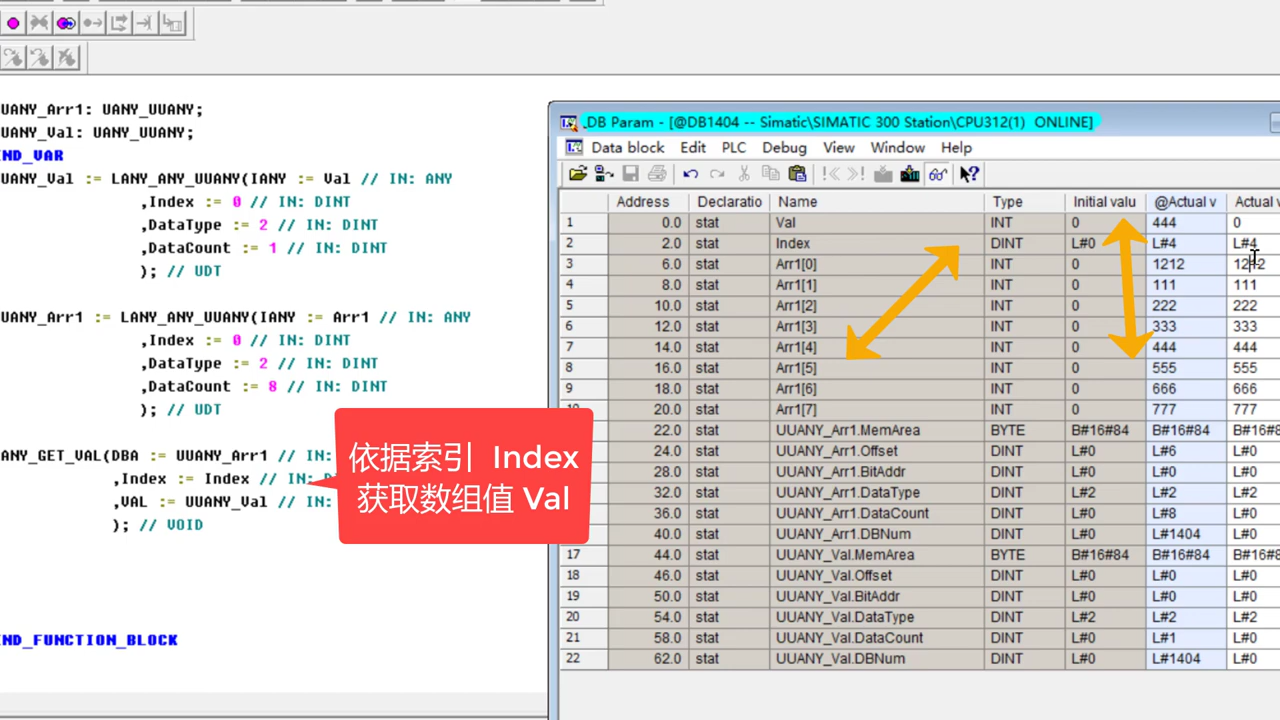 UANY_Arr1: UANY_UUANY;
UANY_Val: UANY_UUANY;
ND_VAR
UANY_Val := LANY_ANY_UUANY(IANY := Val // IN: ANY
,Index := 0 // IN: DINT
,DataType := 2 // IN: DINT
,DataCount := 1 // IN: DINT
); // UDT
UANY_Arr1 := LANY_ANY_UUANY(IANY := Arr1 // IN: ANY
,Index := 0 // IN: DINT
,DataType := 2 // IN: DINT
,DataCount := 8 // IN: DINT
); // UDT
ANY_GET_VAL(DBA := UUANY_Arr1 // IN:
,Index := Index // IN:
,VAL := UUANY_Val // IN:
); // VOID
ND_FUNCTION_BLOCK
依据索引 Index
获取数组值 Val
DB Param - [@DB1404 -- Simatic\SIMATIC 300 Station\CPU312(1) ONLINE]
Data block Edit PLC Debug View Window Help
Address Declaratio Name Type Initial valu @Actual v Actual v
1 0.0 stat Val INT 0 444 0
2 2.0 stat Index DINT L#0 L#4 L#4
3 6.0 stat Arr1[0] INT 0 1212 1212
4 8.0 stat Arr1[1] INT 0 111 111
5 10.0 stat Arr1[2] INT 0 222 222
6 12.0 stat Arr1[3] INT 0 333 333
7 14.0 stat Arr1[4] INT 0 444 444
8 16.0 stat Arr1[5] INT 0 555 555
9 18.0 stat Arr1[6] INT 0 666 666
10 20.0 stat Arr1[7] INT 0 777 777
22.0 stat UUANY_Arr1.MemArea BYTE B#16#84 B#16#84 B#16#8
24.0 stat UUANY_Arr1.Offset DINT L#0 L#6 L#0
28.0 stat UUANY_Arr1.BitAddr DINT L#0 L#0 L#0
32.0 stat UUANY_Arr1.DataType DINT L#2 L#2 L#2
36.0 stat UUANY_Arr1.DataCount DINT L#0 L#8 L#0
40.0 stat UUANY_Arr1.DBNum DINT L#0 L#1404 L#0
17 44.0 stat UUANY_Val.MemArea BYTE B#16#84 B#16#84 B#16#8
18 46.0 stat UUANY_Val.Offset DINT L#0 L#0 L#0
19 50.0 stat UUANY_Val.BitAddr DINT L#0 L#0 L#0
20 54.0 stat UUANY_Val.DataType DINT L#2 L#2 L#2
21 58.0 stat UUANY_Val.DataCount DINT L#0 L#1 L#0
22 62.0 stat UUANY_Val.DBNum DINT L#0 L#1404 L#0